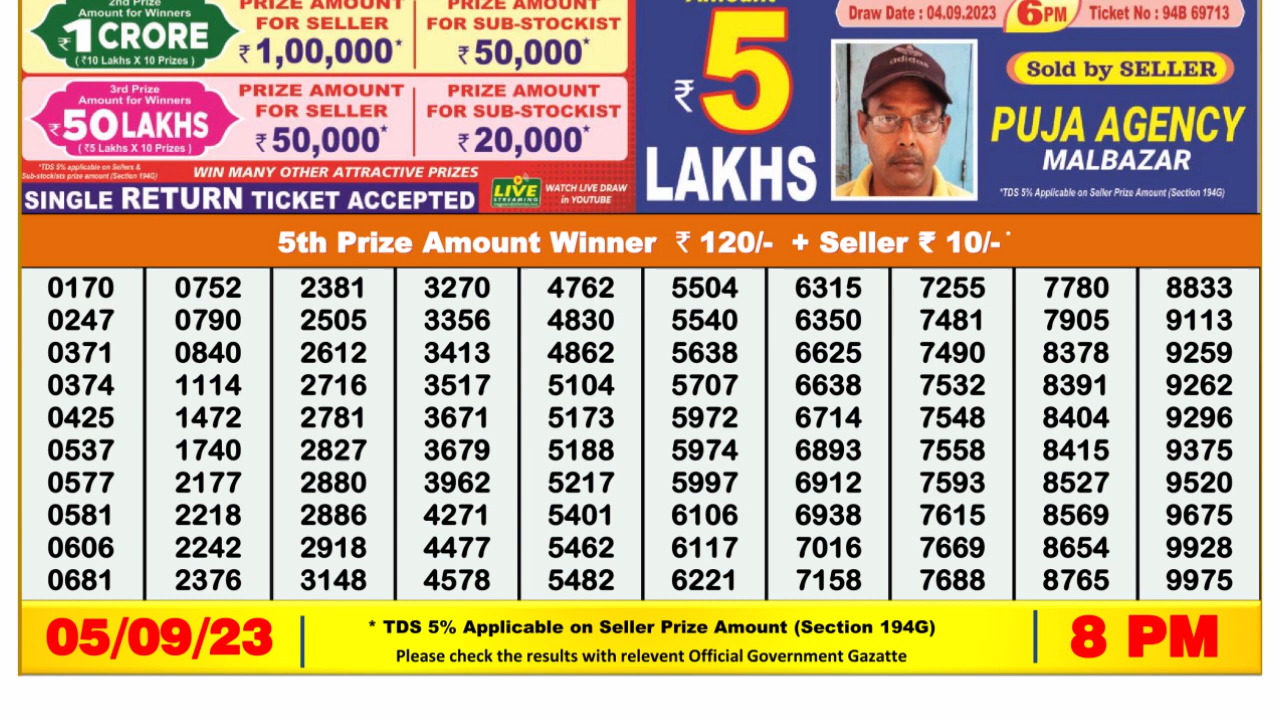 2nd Prize
Amount for Winners
₹1 CRORE
(₹10 Lakhs X 10 Prizes)
PRIZE AMOUNT
FOR SELLER
₹1,00,000*
PRIZE AMOUNT
FOR SUB-STOCKIST
₹50,000*
3rd Prize
Amount for Winners
₹50 LAKHS
(₹5 Lakhs X 10 Prizes)
PRIZE AMOUNT
FOR SELLER
₹50,000*
PRIZE AMOUNT
FOR SUB-STOCKIST
₹20,000*
*TDS 5% applicable on Sellers &
Sub-stockists prize amount (Section 194G)
WIN MANY OTHER ATTRACTIVE PRIZES
SINGLE RETURN TICKET ACCEPTED
LIVE
STREAMING
WATCH LIVE DRAW
in YOUTUBE
Amount
₹5
LAKHS
Draw Date : 04.09.2023 6PM Ticket No : 94B 69713
adidas
Sold by SELLER
PUJA AGENCY
MALBAZAR
*TDS 5% Applicable on Seller Prize Amount (Section 194G)
5th Prize Amount Winner ₹ 120/- + Seller ₹ 10/-*
0170 0752 2381 3270 4762 5504 6315 7255 7780 8833
0247 0790 2505 3356 4830 5540 6350 7481 7905 9113
0371 0840 2612 3413 4862 5638 6625 7490 8378 9259
0374 1114 2716 3517 5104 5707 6638 7532 8391 9262
0425 1472 2781 3671 5173 5972 6714 7548 8404 9296
0537 1740 2827 3679 5188 5974 6893 7558 8415 9375
0577 2177 2880 3962 5217 5997 6912 7593 8527 9520
0581 2218 2886 4271 5401 6106 6938 7615 8569 9675
0606 2242 2918 4477 5462 6117 7016 7669 8654 9928
0681 2376 3148 4578 5482 6221 7158 7688 8765 9975
05/09/23
* TDS 5% Applicable on Seller Prize Amount (Section 194G)
Please check the results with relevent Official Government Gazatte
8 PM